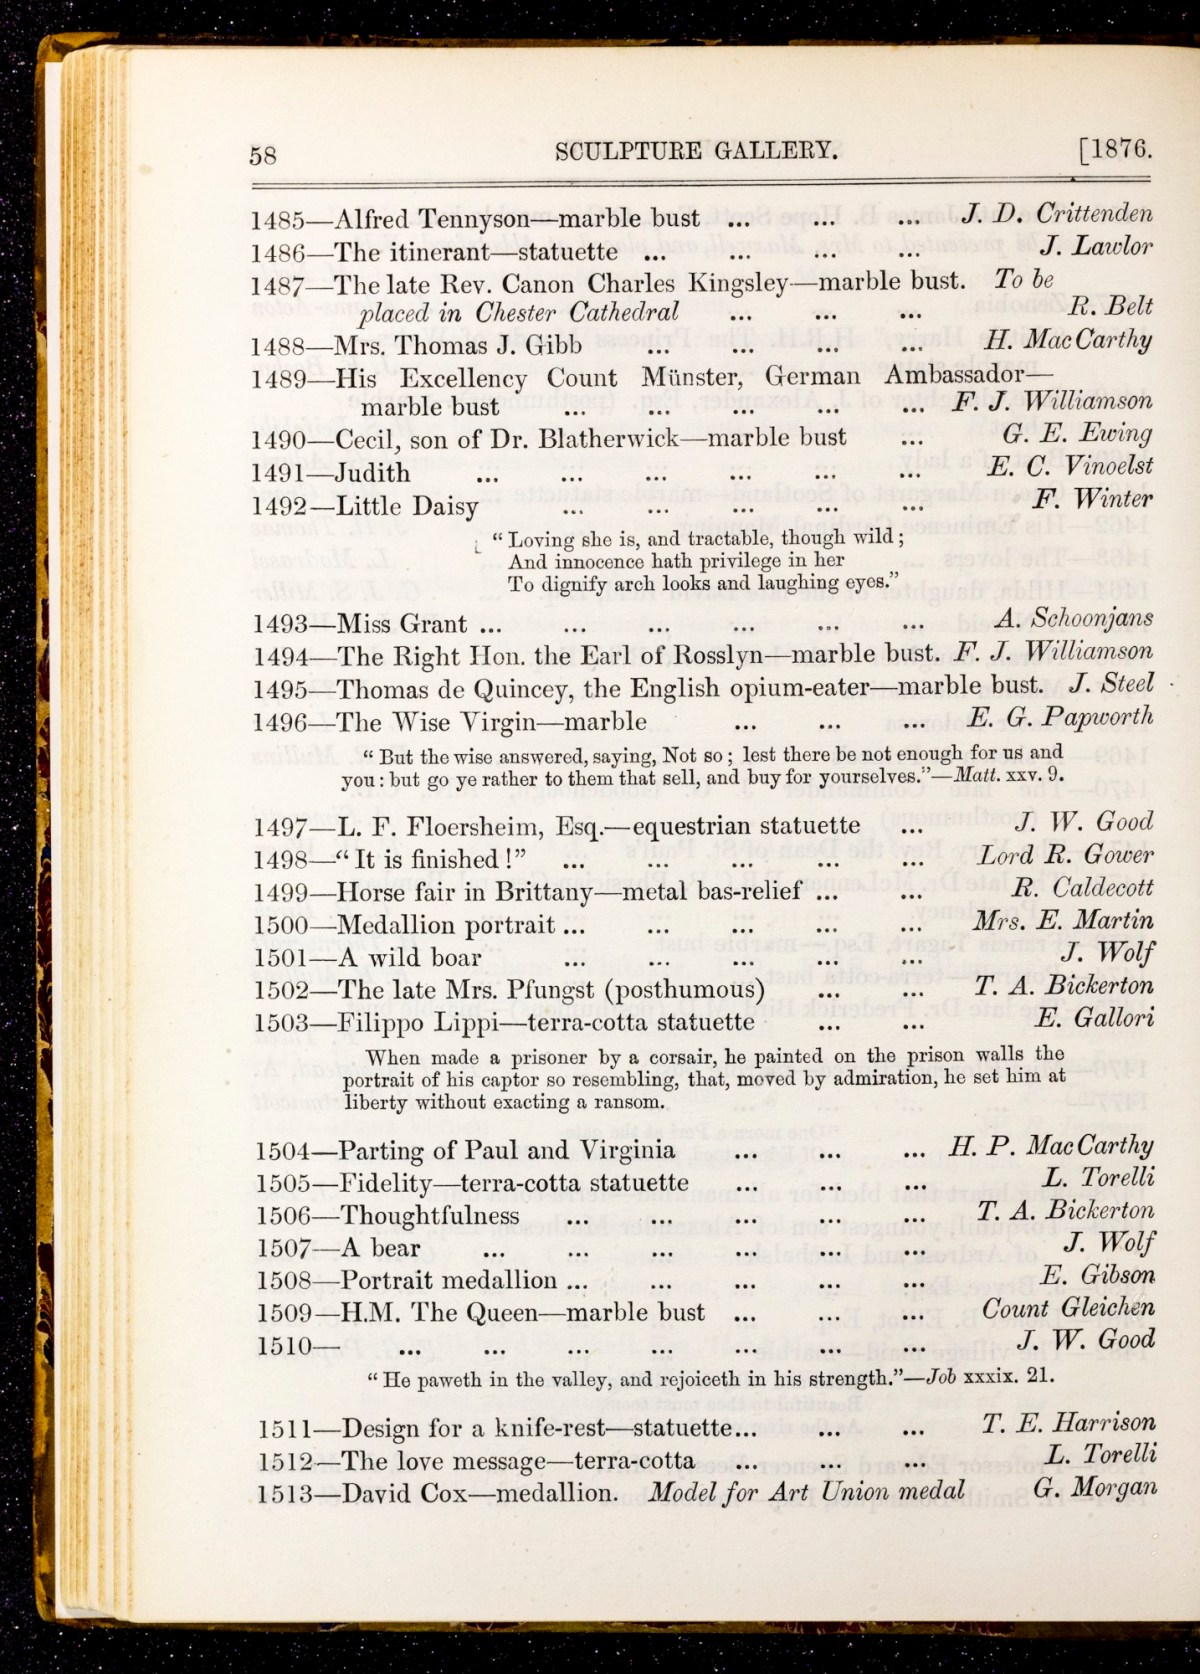 58 SCULPTURE GALLERY. [1876.
1485—Alfred Tennyson—marble bust ... ... ... J. D. Crittenden
1486—The itinerant—statuette ... ... ... ... J. Lawlor
1487—The late Rev. Canon Charles Kingsley—marble bust. To be
placed in Chester Cathedral ... ... ... R. Belt
1488—Mrs. Thomas J. Gibb ... ... ... ... H. MacCarthy
1489—His Excellency Count Münster, German Ambassador—
marble bust ... ... ... ... ... F. J. Williamson
1490—Cecil, son of Dr. Blatherwick—marble bust ... G. E. Ewing
1491—Judith ... ... ... ... ... ... E. C. Vinoelst
1492—Little Daisy ... ... ... ... ... F. Winter
“ Loving she is, and tractable, though wild ;
And innocence hath privilege in her
To dignify arch looks and laughing eyes.”
1493—Miss Grant ... ... ... ... ... ... A. Schoonjans
1494—The Right Hon. the Earl of Rosslyn—marble bust. F. J. Williamson
1495—Thomas de Quincey, the English opium-eater—marble bust. J. Steel
1496—The Wise Virgin—marble ... ... ... E. G. Papworth
“ But the wise answered, saying, Not so ; lest there be not enough for us and
you : but go ye rather to them that sell, and buy for yourselves.”—Matt. xxv. 9.
1497—L. F. Floersheim, Esq.—equestrian statuette ... J. W. Good
1498—“ It is finished !” ... ... ... ... ... Lord R. Gower
1499—Horse fair in Brittany—metal bas-relief ... ... R. Caldecott
1500—Medallion portrait ... ... ... ... ... Mrs. E. Martin
1501—A wild boar ... ... ... ... ... J. Wolf
1502—The late Mrs. Pfungst (posthumous) ... ... T. A. Bickerton
1503—Filippo Lippi—terra-cotta statuette ... ... E. Gallori
When made a prisoner by a corsair, he painted on the prison walls the
portrait of his captor so resembling, that, moved by admiration, he set him at
liberty without exacting a ransom.
1504—Parting of Paul and Virginia ... ... ... H. P. MacCarthy
1505—Fidelity—terra-cotta statuette ... ... ... L. Torelli
1506—Thoughtfulness ... ... ... ... ... T. A. Bickerton
1507—A bear ... ... ... ... ... ... J. Wolf
1508—Portrait medallion ... ... ... ... ... E. Gibson
1509—H.M. The Queen—marble bust ... ... ... Count Gleichen
1510— ... ... ... ... ... ... ... J. W. Good
“ He paweth in the valley, and rejoiceth in his strength.”—Job xxxix. 21.
1511—Design for a knife-rest—statuette... ... ... T. E. Harrison
1512—The love message—terra-cotta ... ... ... L. Torelli
1513—David Cox—medallion. Model for Art Union medal G. Morgan